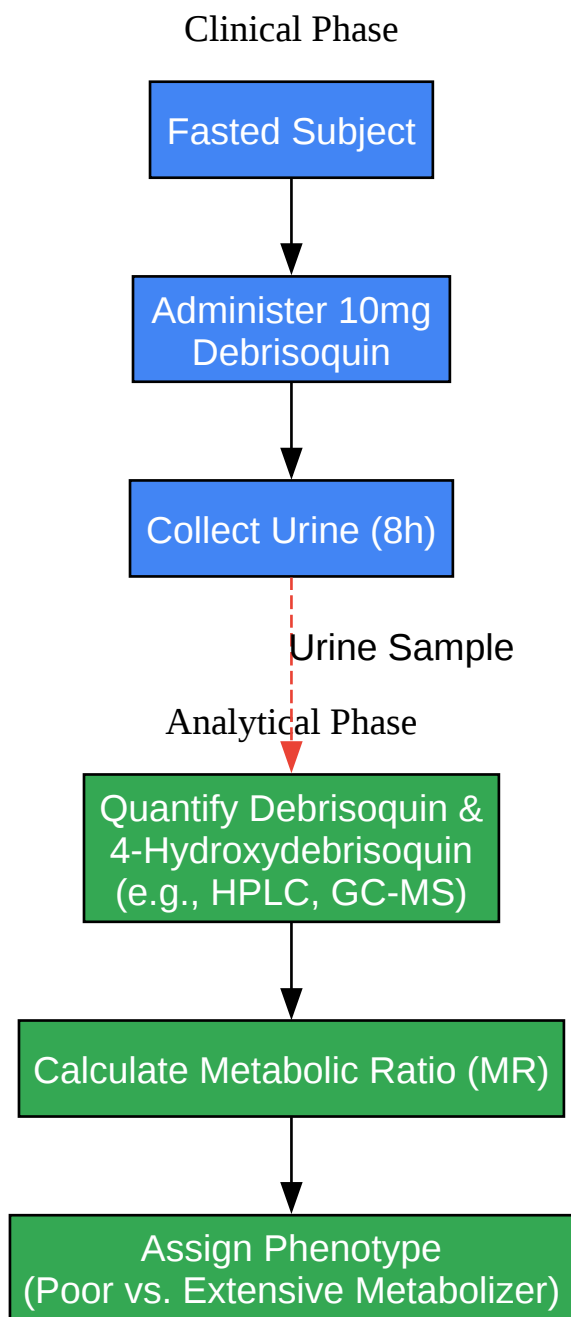 Clinical Phase
Fasted Subject
Administer 10mg
Debrisoquin
Collect Urine (8h)
Urine Sample
Analytical Phase
Quantify Debrisoquin &
4-Hydroxydebrisoquin
(e.g., HPLC, GC-MS)
Calculate Metabolic Ratio (MR)
Assign Phenotype
(Poor vs. Extensive Metabolizer)